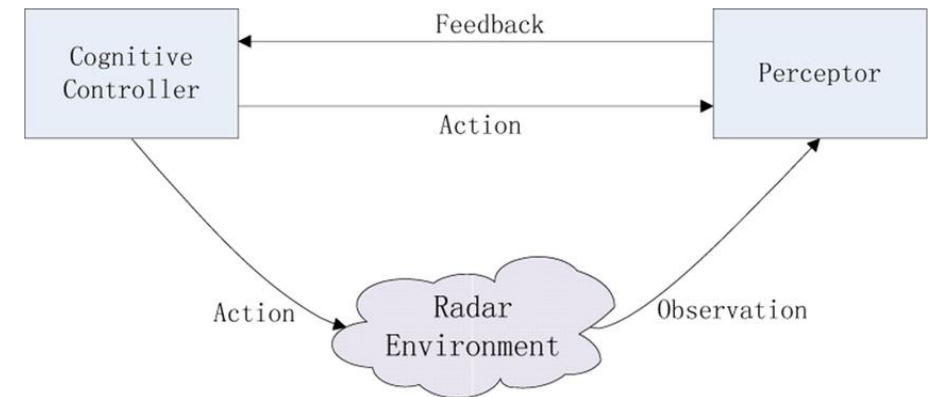 Feedback
Cognitive
Controller
Perceptor
Action
Action
Radar
Environment
Observation